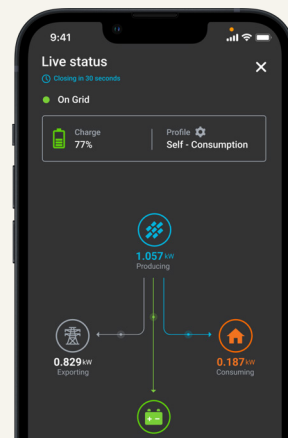 9:41
Live status
Closing in 30 seconds
On Grid
Charge
77%
Profile
Self - Consumption
1.057 kW
Producing
0.829 kW
Exporting
0.187 kW
Consuming